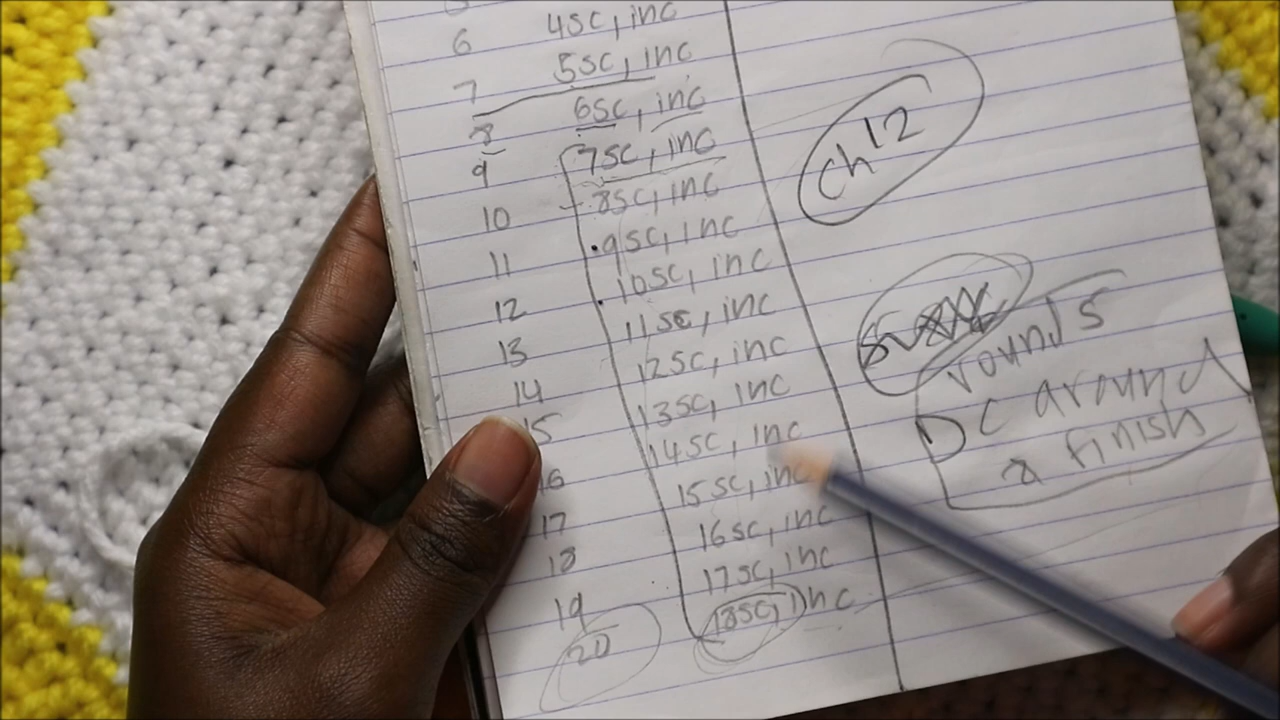 6 4sc, inc
7 5sc, inc
8 6sc, inc
9 7sc, inc
10 8sc, inc
11 9sc, inc
12 10sc, inc
13 11sc, inc
14 12sc, inc
15 13sc, inc
16 14sc, inc
17 15sc, inc
18 16sc, inc
19 17sc, inc
20 18sc, inc
ch 12
rounds
DC around
finish